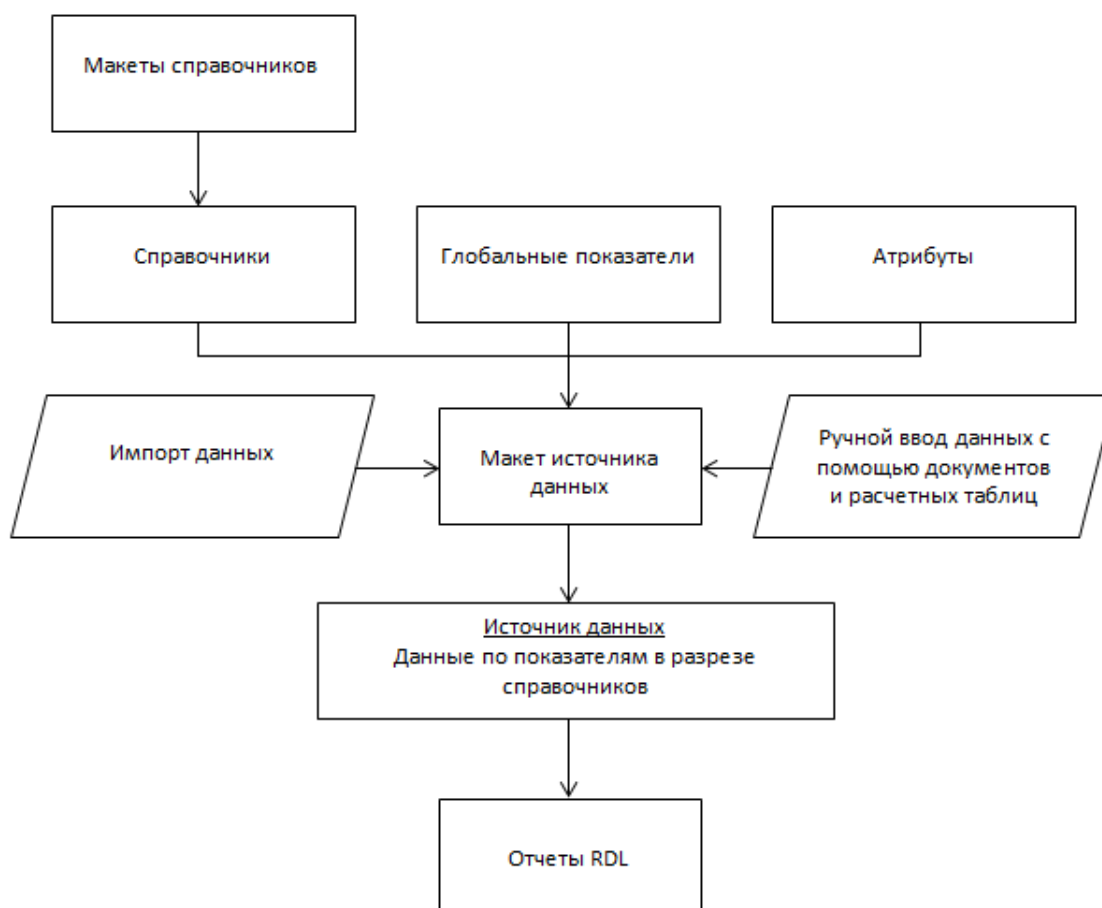 Макеты справочников
Справочники
Глобальные показатели
Атрибуты
Импорт данных
Макет источника
данных
Ручной ввод данных с
помощью документов
и расчетных таблиц
Источник данных
Данные по показателям в разрезе
справочников
Отчеты RDL